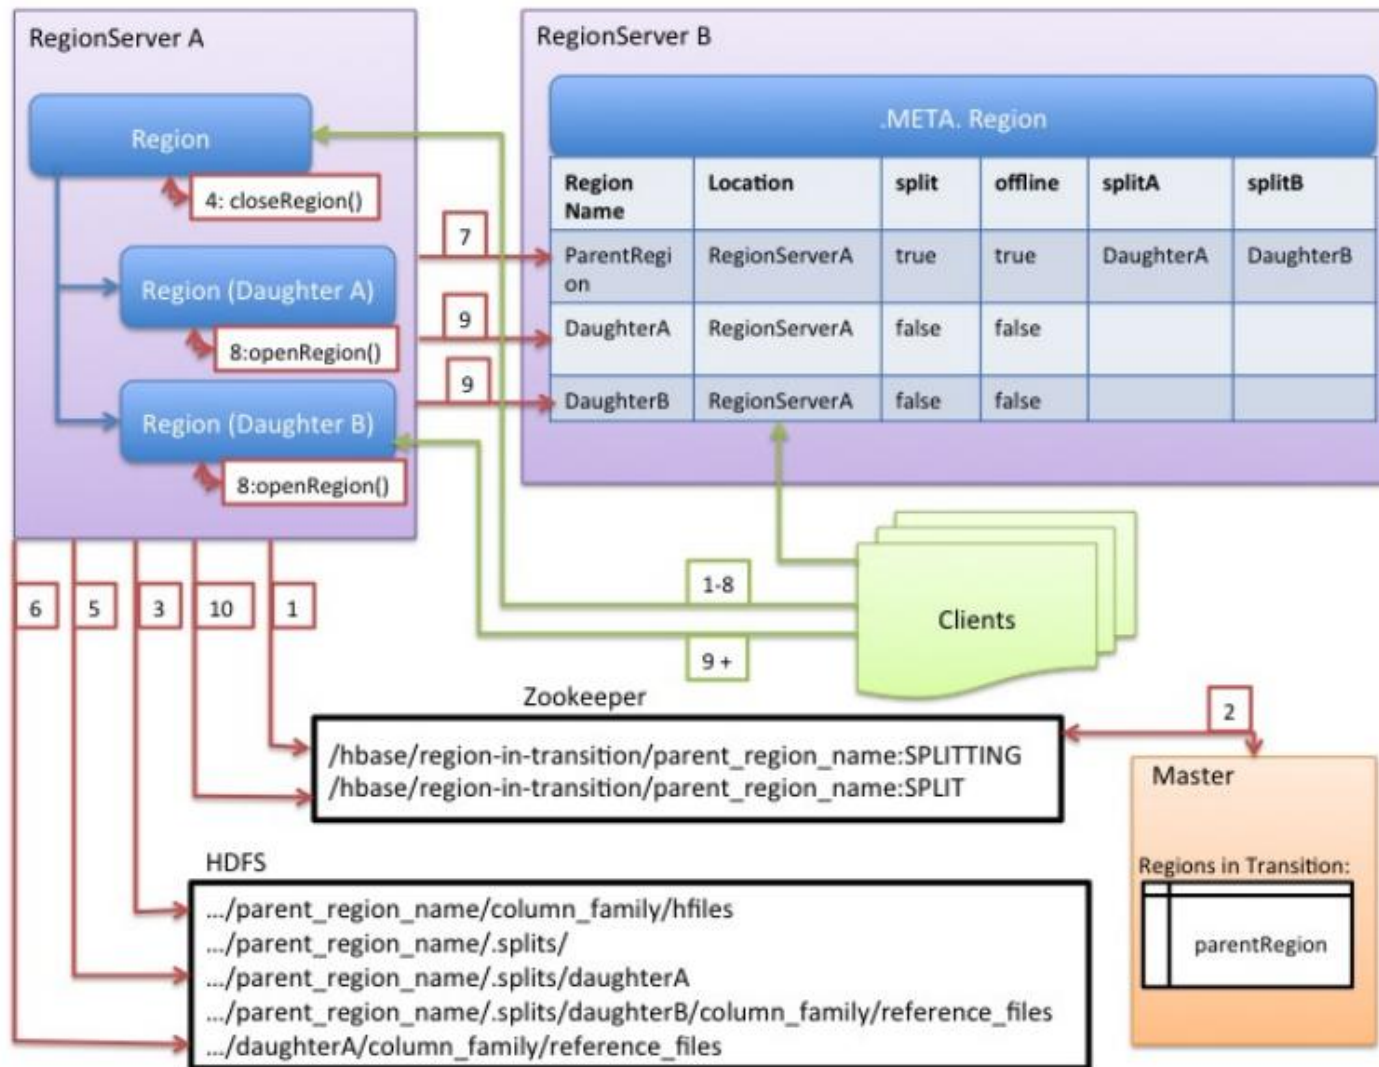 RegionServer A
Region
4: closeRegion()
Region (Daughter A)
8:openRegion()
Region (Daughter B)
8:openRegion()
7
9
9
RegionServer B
.META. Region
Region Name
Location
split
offline
splitA
splitB
ParentRegi
on
RegionServerA
true
true
DaughterA
DaughterB
DaughterA
RegionServerA
false
false
DaughterB
RegionServerA
false
false
6
5
3
10
1
1-8
9 +
Clients
Zookeeper
/hbase/region-in-transition/parent_region_name:SPLITTING
/hbase/region-in-transition/parent_region_name:SPLIT
2
Master
Regions in Transition:
parentRegion
HDFS
.../parent_region_name/column_family/hfiles
.../parent_region_name/.splits/
.../parent_region_name/.splits/daughterA
.../parent_region_name/.splits/daughterB/column_family/reference_files
.../daughterA/column_family/reference_files